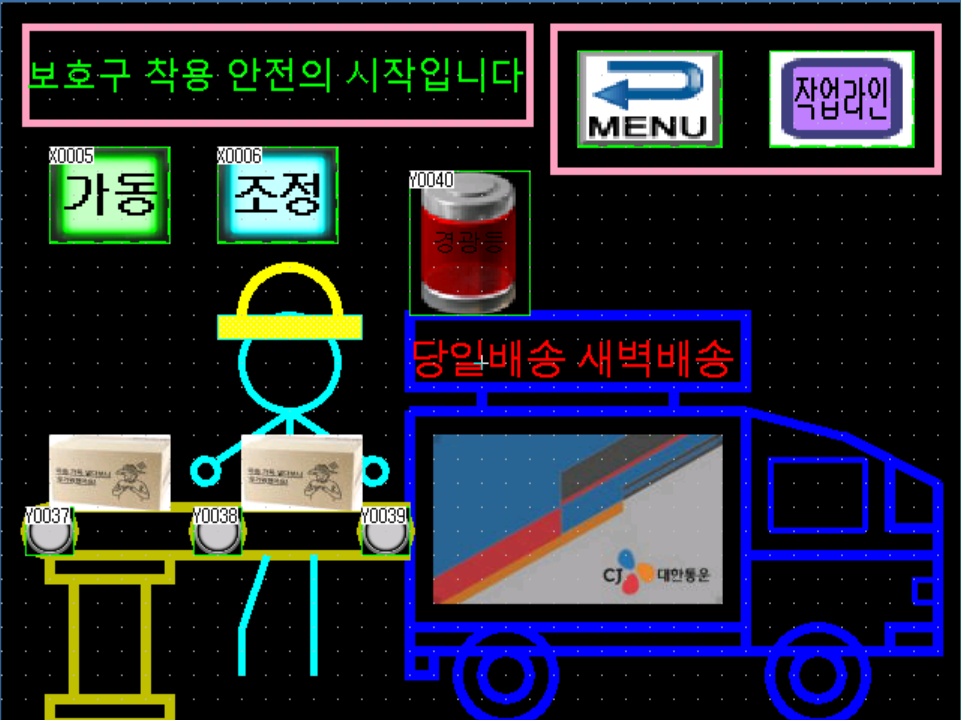 보호구 착용 안전의 시작입니다
MENU
작업라인
X0005
가동
X0006
조정
Y0040
경광등
당일배송 새벽배송
Y0037
Y0038
Y0039
CJ 대한통운